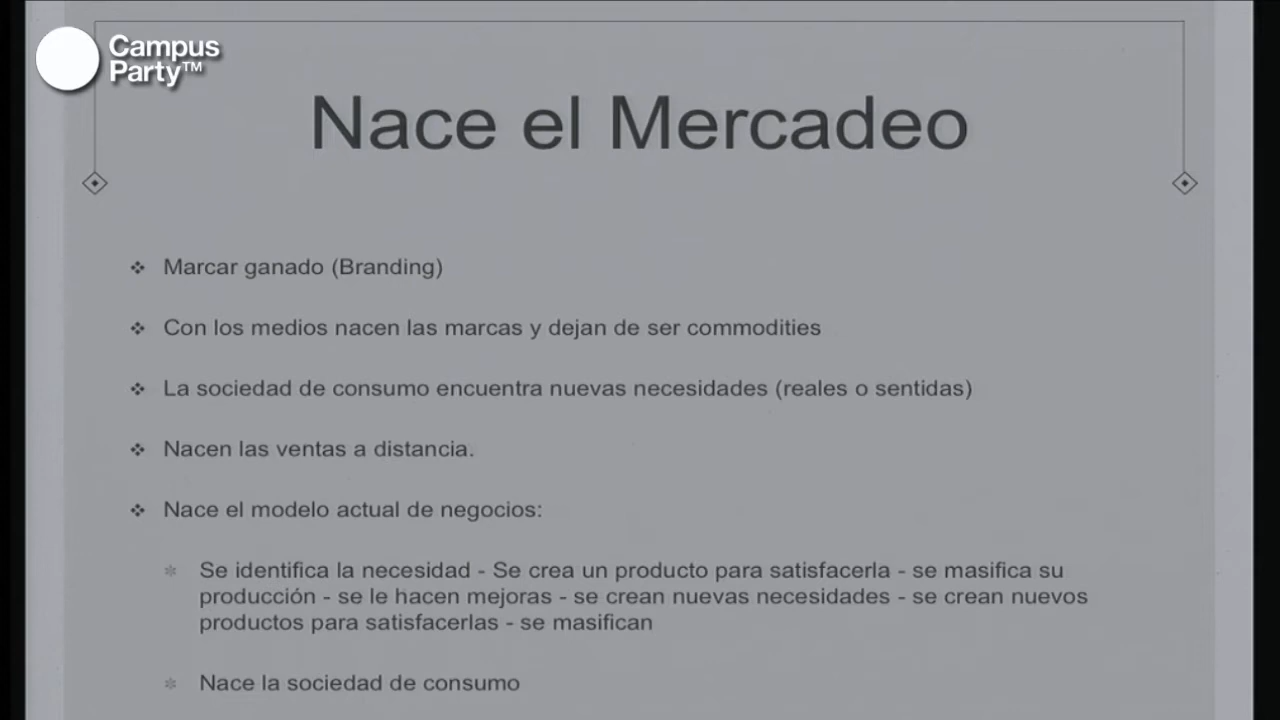 Campus
Party™
Nace el Mercadeo
Marcar ganado (Branding)
Con los medios nacen las marcas y dejan de ser commodities
La sociedad de consumo encuentra nuevas necesidades (reales o sentidas)
Nacen las ventas a distancia.
Nace el modelo actual de negocios:
Se identifica la necesidad - Se crea un producto para satisfacerla - se masifica su
producción - se le hacen mejoras - se crean nuevas necesidades - se crean nuevos
productos para satisfacerlas - se masifican
Nace la sociedad de consumo